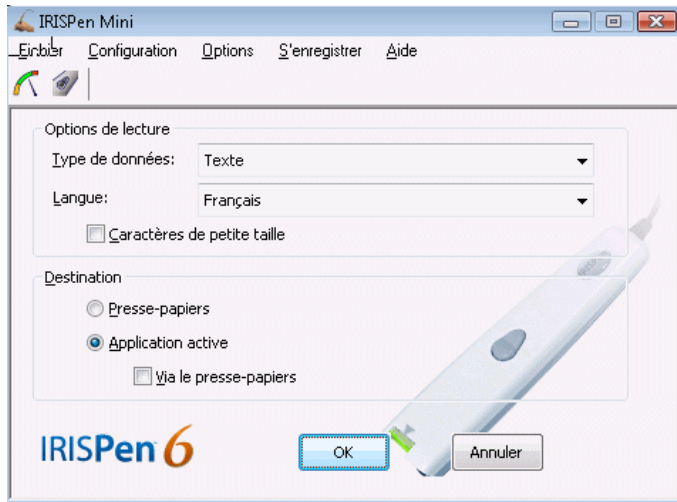 IRISPen Mini
Configuration Options S'enregistrer Aide
Options de lecture
Type de données: Texte
Langue: Français
Caractères de petite taille
Destination
Presse-papiers
Application active
Via le presse-papiers
IRISPen 6
OK Annuler